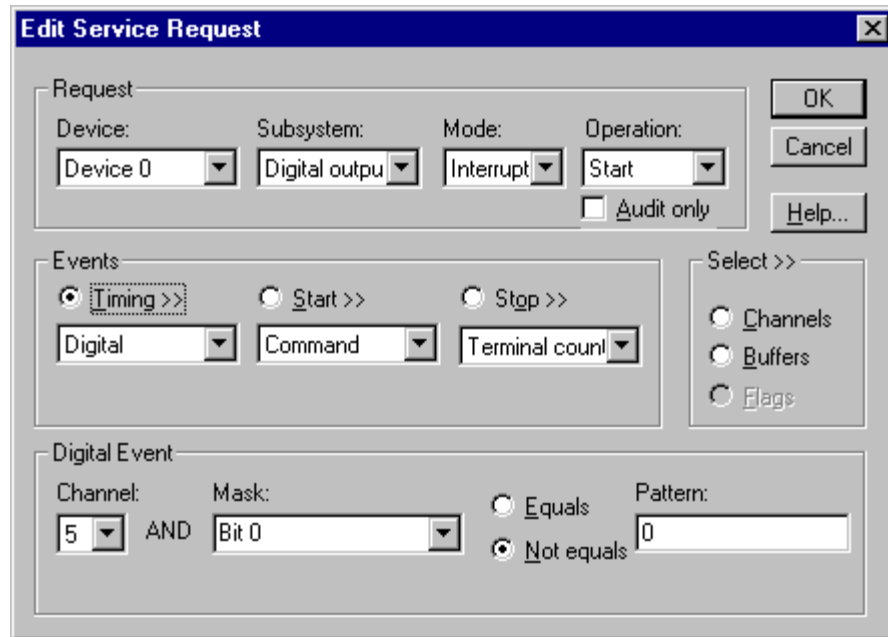 Edit Service Request
Request
Device: Subsystem: Mode: Operation:
Device 0 Digital outpu Interrupt Start
Audit only
OK
Cancel
Help...
Events
Timing >> Start >> Stop >>
Digital Command Terminal count
Select >>
Channels
Buffers
Flags
Digital Event
Channel: Mask: Pattern:
5 AND Bit 0 Equals 0
Not equals